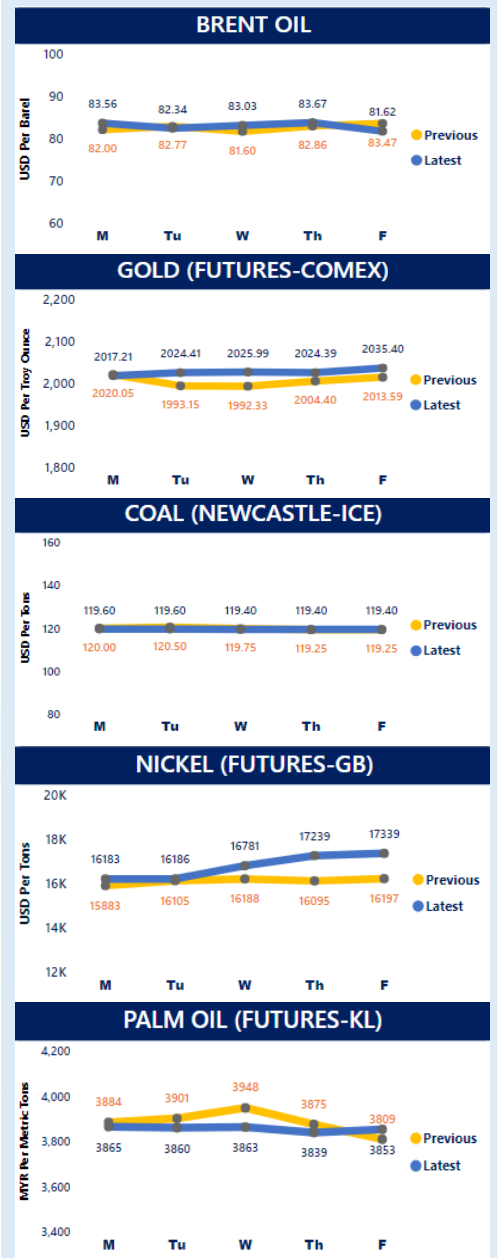 BRENT OIL
100
90
80
70
60
USD Per Barel
83.56 82.34 83.03 83.67 81.62
82.00 82.77 81.60 82.86 83.47
Previous
Latest
M Tu W Th F
GOLD (FUTURES-COMEX)
2,200
2,100
2,000
1,900
1,800
USD Per Troy Ounce
2017.21 2024.41 2025.99 2024.39 2035.40
2020.05 1993.15 1992.33 2004.40 2013.59
Previous
Latest
M Tu W Th F
COAL (NEWCASTLE-ICE)
160
140
120
100
80
USD Per Tons
119.60 119.60 119.40 119.40 119.40
120.00 120.50 119.75 119.25 119.25
Previous
Latest
M Tu W Th F
NICKEL (FUTURES-GB)
20K
18K
16K
14K
12K
USD Per Tons
16183 16186 16781 17239 17339
15883 16105 16188 16095 16197
Previous
Latest
M Tu W Th F
PALM OIL (FUTURES-KL)
4,200
4,000
3,800
3,600
3,400
MYR Per Metric Tons
3884 3901 3948 3875 3809
3865 3860 3863 3839 3853
Previous
Latest
M Tu W Th F